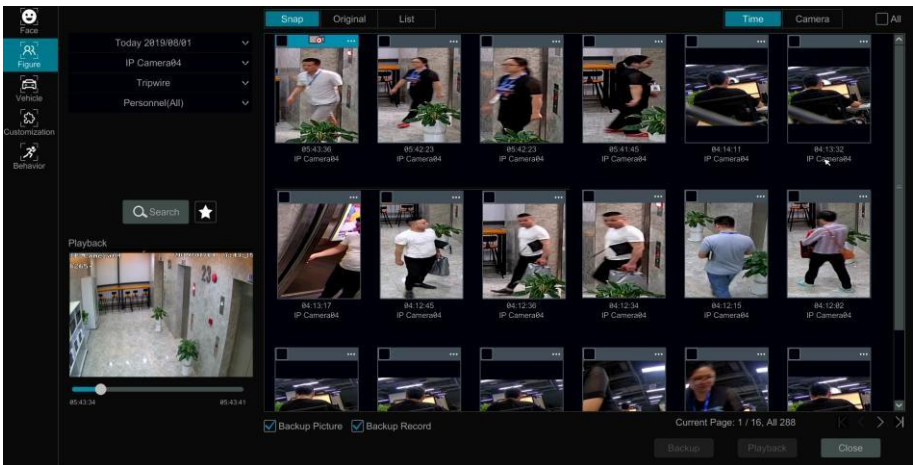 Face
Figure
Vehicle
Customization
Behavior
Today 2019/08/01
IP Camera04
Tripwire
Personnel(All)
Search
Playback
05:43:34
05:43:41
Snap
Original
List
Time
Camera
All
05:43:36
IP Camera04
05:42:23
IP Camera04
05:42:23
IP Camera04
05:41:45
IP Camera04
04:14:11
IP Camera04
04:13:32
IP Camera04
04:13:17
IP Camera04
04:12:45
IP Camera04
04:12:36
IP Camera04
04:12:34
IP Camera04
04:12:15
IP Camera04
04:12:02
IP Camera04
Backup Picture
Backup Record
Current Page: 1 / 16, All 288
Backup
Playback
Close